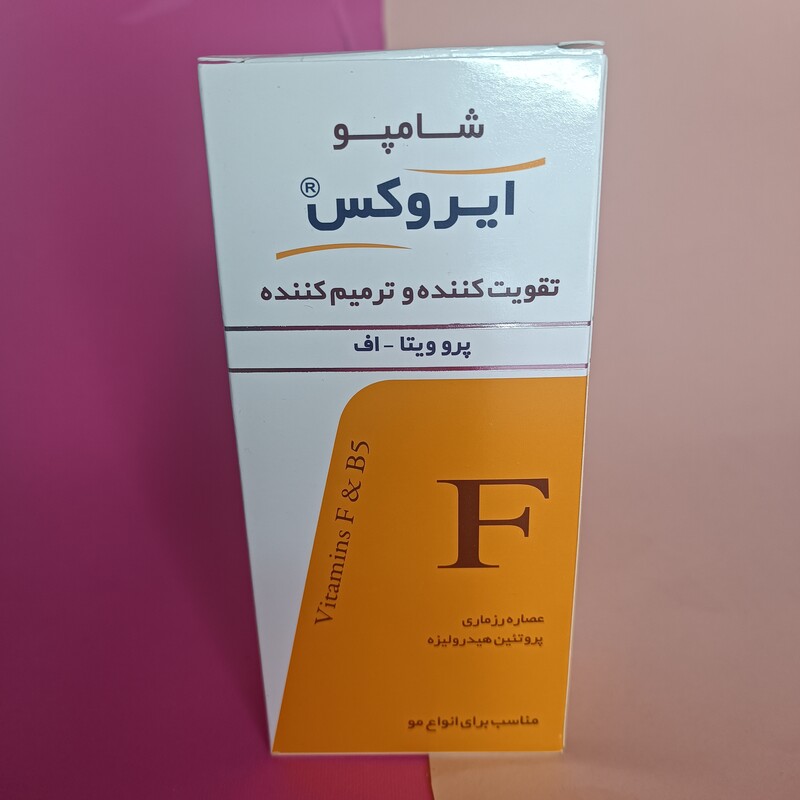 شامپو
ایروکس®
تقویت کننده و ترمیم کننده
پرو ویتا - اف
Vitamins F & B5
F
عصاره رزماری
پروتئین هیدرولیزه
مناسب برای انواع مو